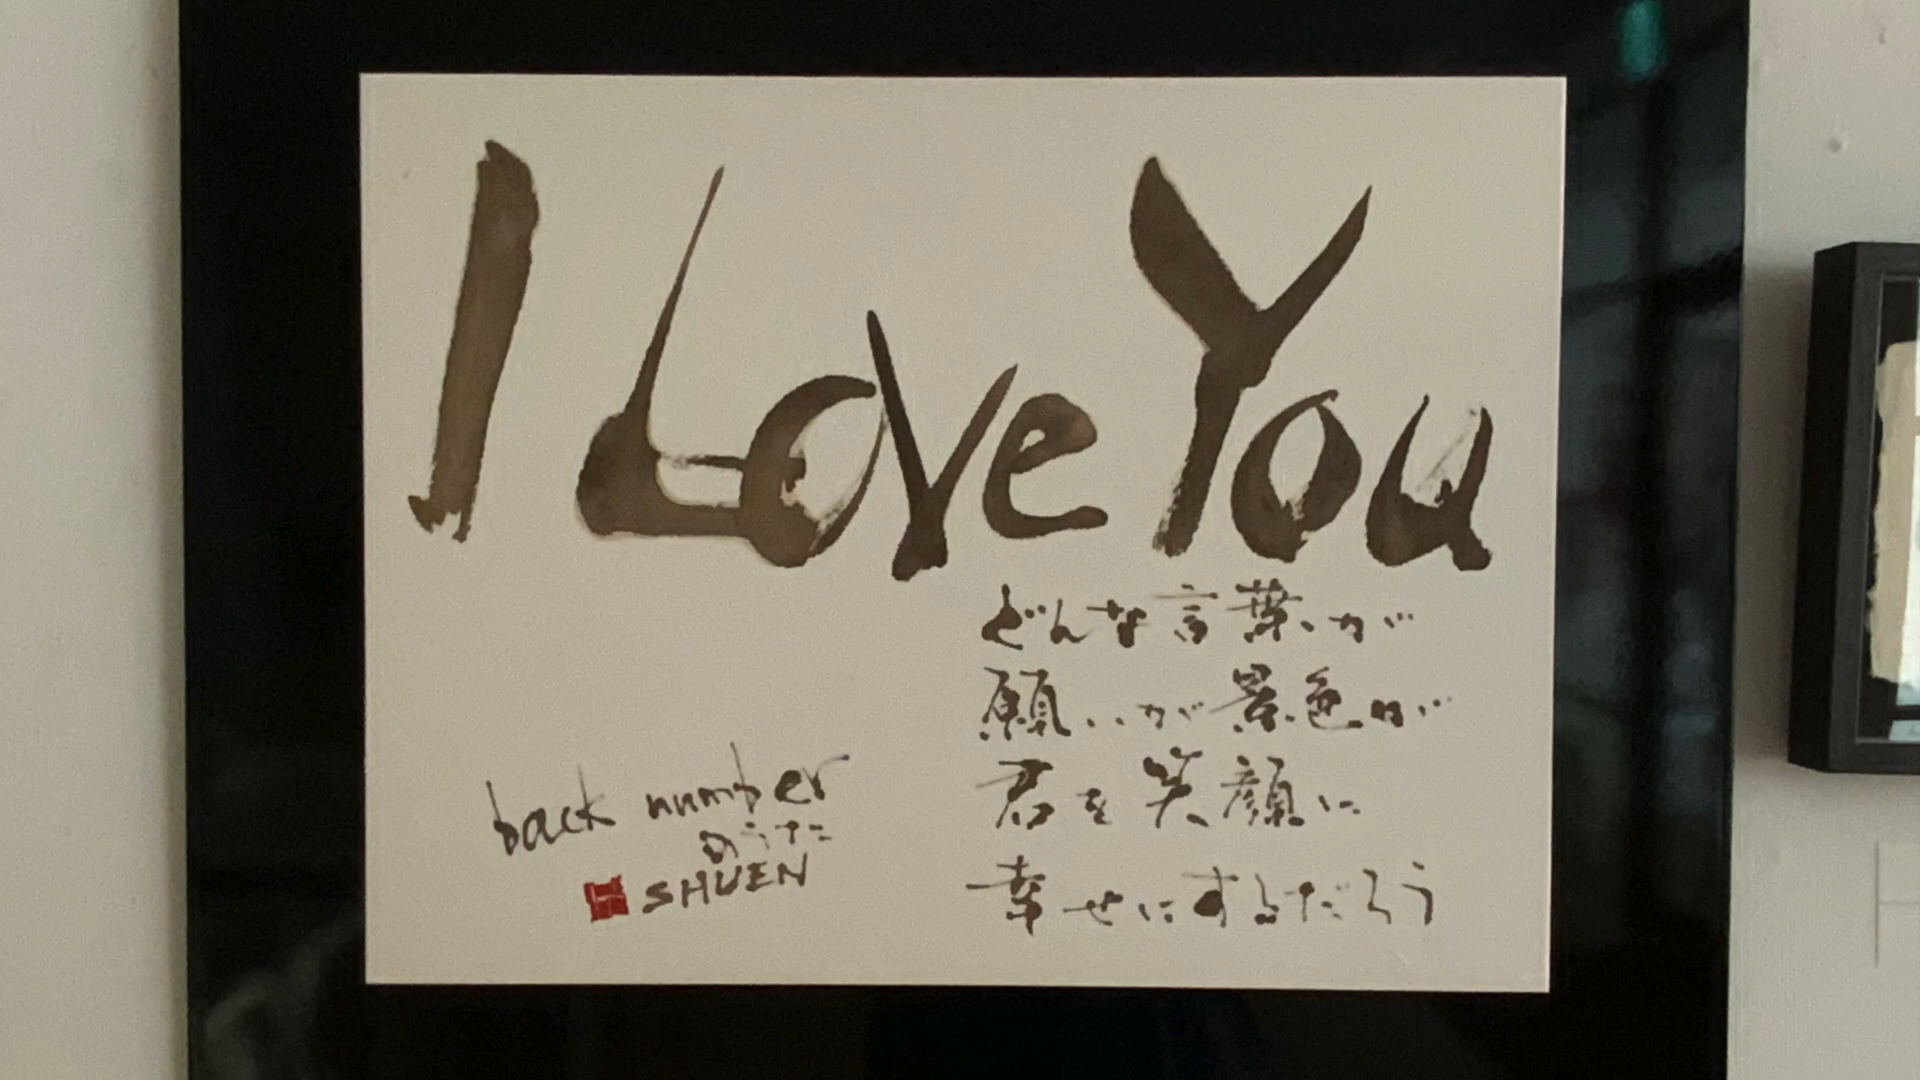 I Love You
どんな言葉が
願いが景色が
君を笑顔に
幸せにするだろう
back number
のうた
SHUEN